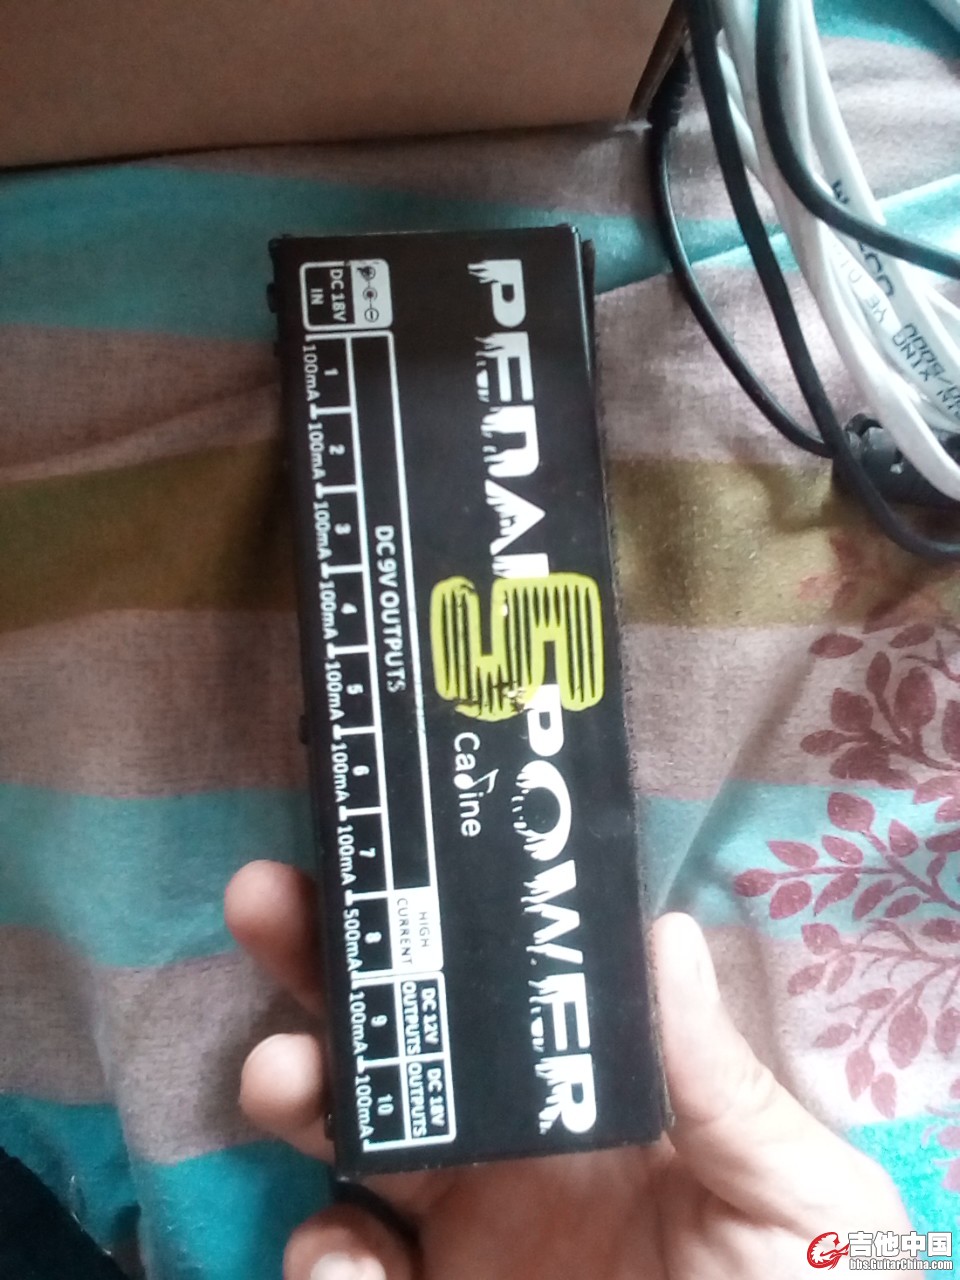 PEDAL POWER
5
Caline
DC 18V
IN
DC 9V OUTPUTS
HIGH
CURRENT
DC 12V
OUTPUTS
DC 18V
OUTPUTS
1 2 3 4 5 6 7 8 9 10
100mA 100mA 100mA 100mA 100mA 100mA 100mA 500mA 100mA 100mA
吉他中国
bbs.GuitarChina.com